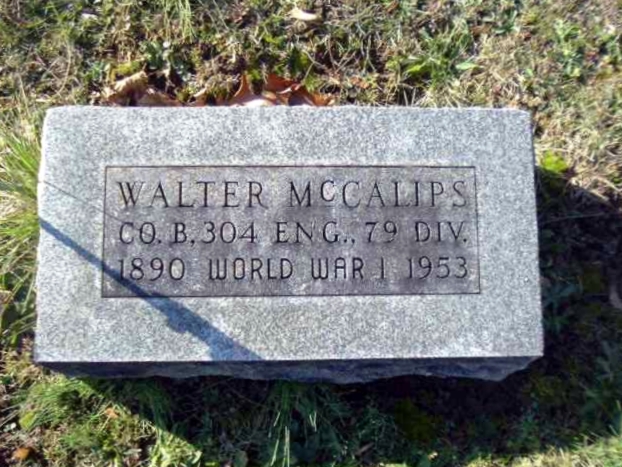 WALTER McCALIPS
CO. B, 304 ENG., 79 DIV.
1890 WORLD WAR I 1953